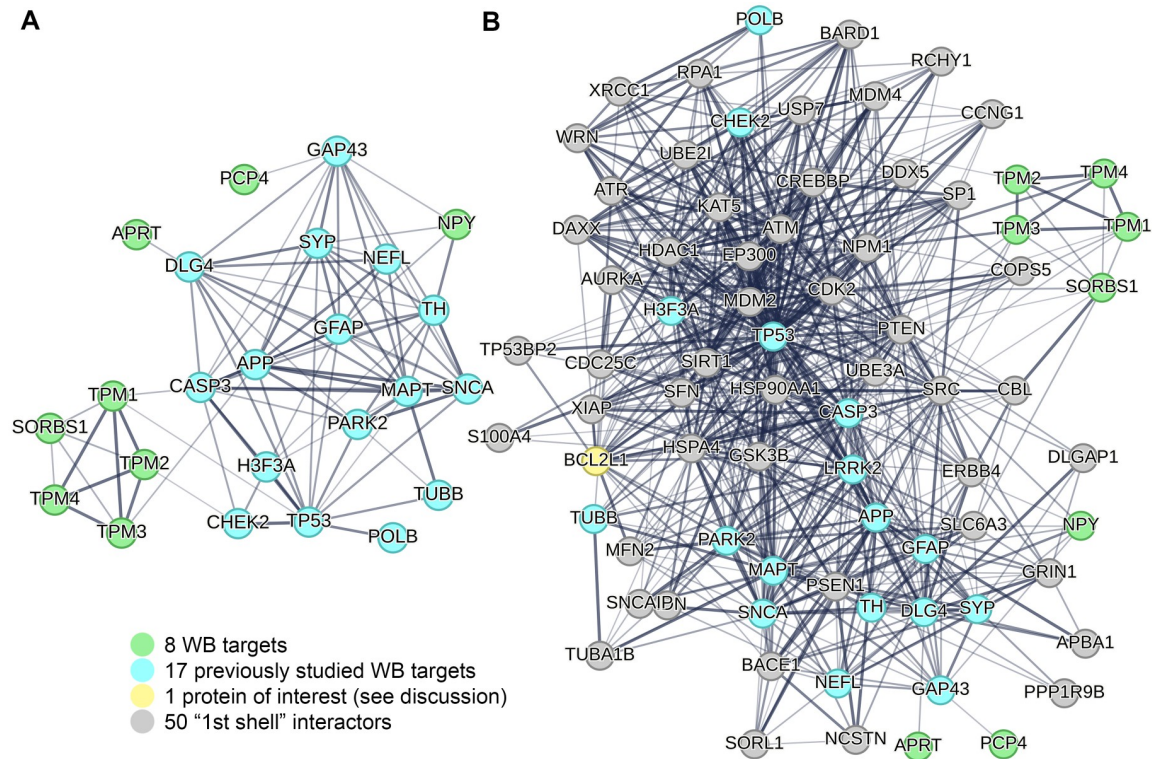 A
B
GAP43
PCP4
APRT
NPY
SYP
DLG4
NEFL
TH
GFAP
APP
CASP3
MAPT
SNCA
TPM1
PARK2
SORBS1
TPM2
H3F3A
TPM4
TUBB
TPM3
CHEK2
TP53
POLB
8 WB targets
17 previously studied WB targets
1 protein of interest (see discussion)
50 “1st shell” interactors
POLB
BARD1
RCHY1
RPA1
XRCC1
MDM4
USP7
CCNG1
CHEK2
WRN
UBE2I
DDX5
TPM2
TPM4
CREBBP
ATR
SP1
KAT5
DAXX
ATM
TPM3
TPM1
HDAC1
EP300
NPM1
COPS5
AURKA
CDK2
SORBS1
MDM2
H3F3A
TP53
PTEN
TP53BP2
CDC25C
SIRT1
UBE3A
SFN
HSP90AA1
SRC
CBL
XIAP
CASP3
S100A4
HSPA4
GSK3B
BCL2L1
LRRK2
ERBB4
DLGAP1
TUBB
APP
SLC6A3
NPY
PARK2
MFN2
GFAP
MAPT
PSEN1
GRIN1
SNCAIP
SNCA
TH
DLG4
SYP
TUBA1B
BACE1
APBA1
NEFL
GAP43
PPP1R9B
SORL1
NCSTN
APRT
PCP4